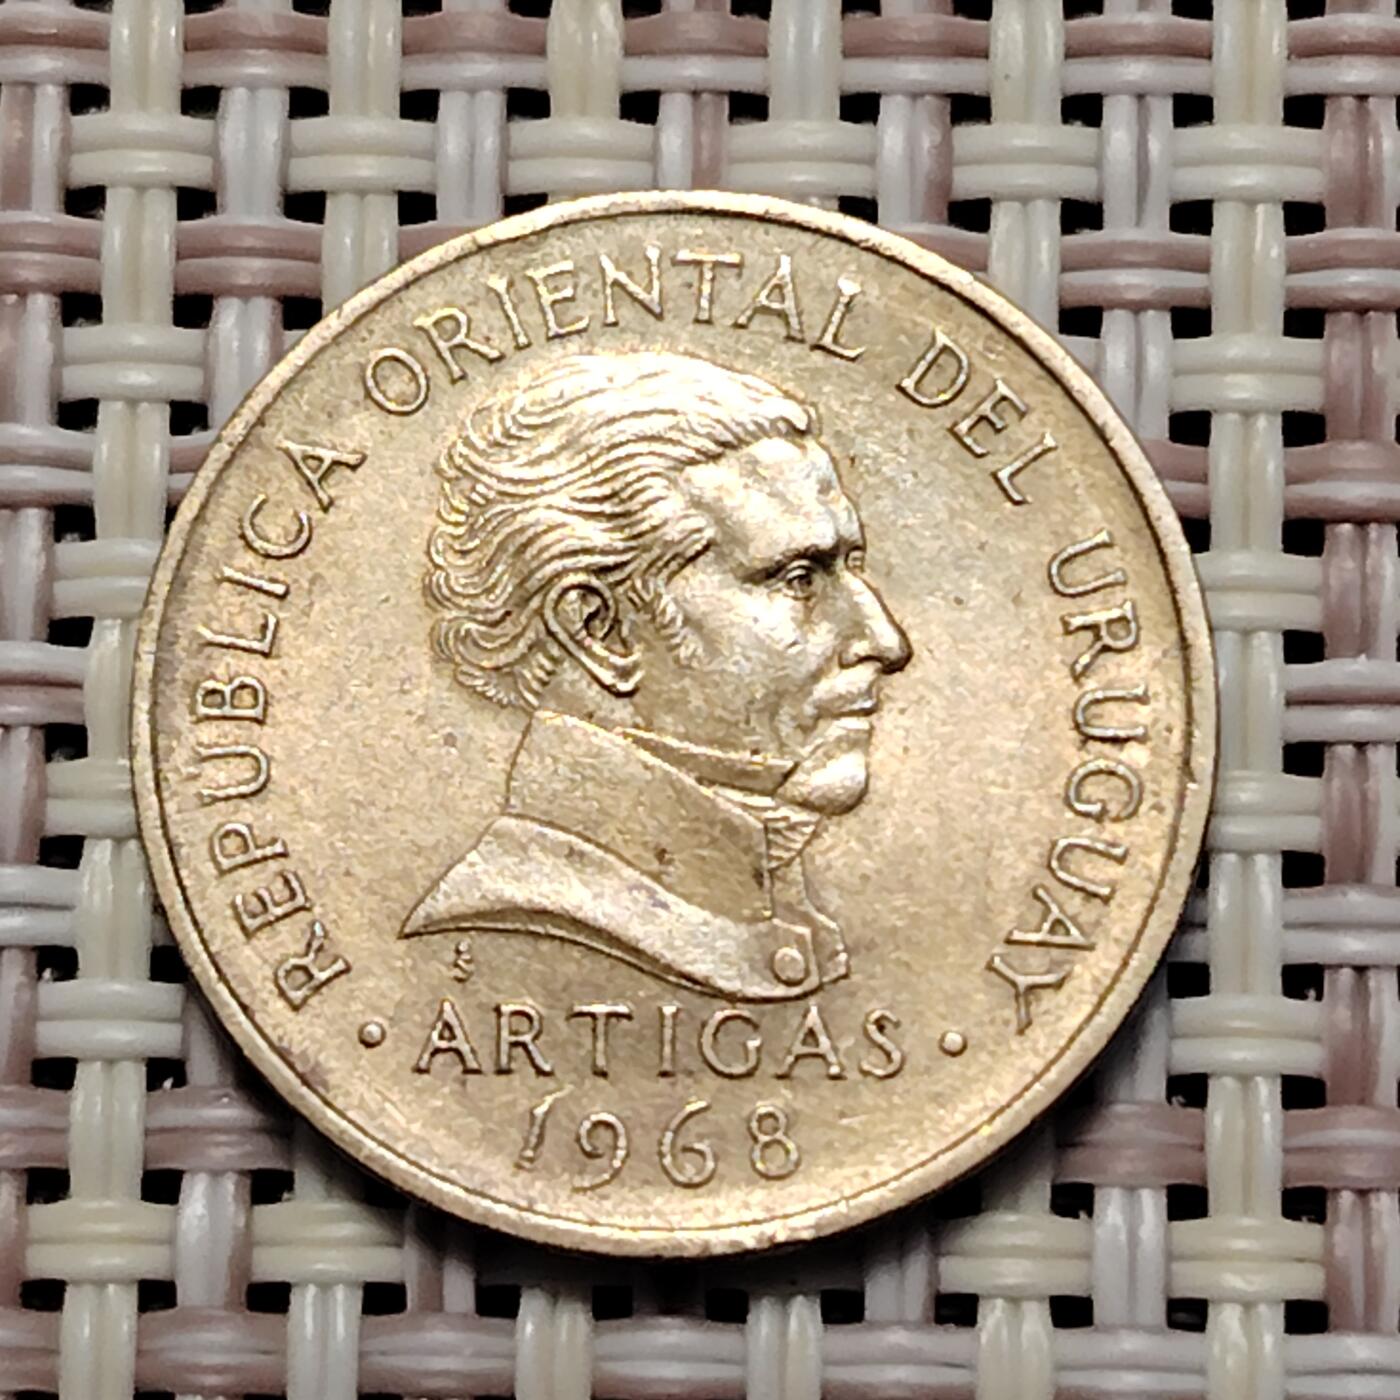 REPUBLICA ORIENTAL DEL URUGUAY
• ARTIGAS •
1968